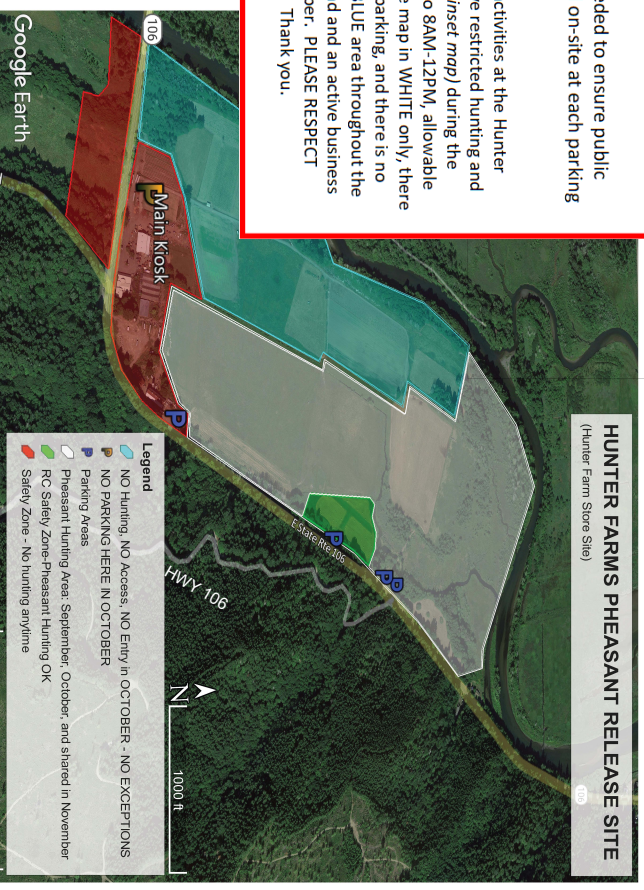 eded to ensure public
on-site at each parking
ctivities at the Hunter
ve restricted hunting and
inset map) during the
o 8AM-12PM, allowable
e map in WHITE only, there
parking, and there is no
BLUE area throughout the
d and an active business
ber. PLEASE RESPECT
Thank you.
HUNTER FARMS PHEASANT RELEASE SITE
(Hunter Farm Store Site)
106
106
Main Kiosk
P
P
P
P
P
E State Rte 106
HWY 106
N
1000 ft
Legend
NO Hunting, NO Access, NO Entry in OCTOBER - NO EXCEPTIONS
P NO PARKING HERE IN OCTOBER
P Parking Areas
Pheasant Hunting Area: September, October, and shared in November
RC Safety Zone-Pheasant Hunting OK
Safety Zone - No hunting anytime
Google Earth